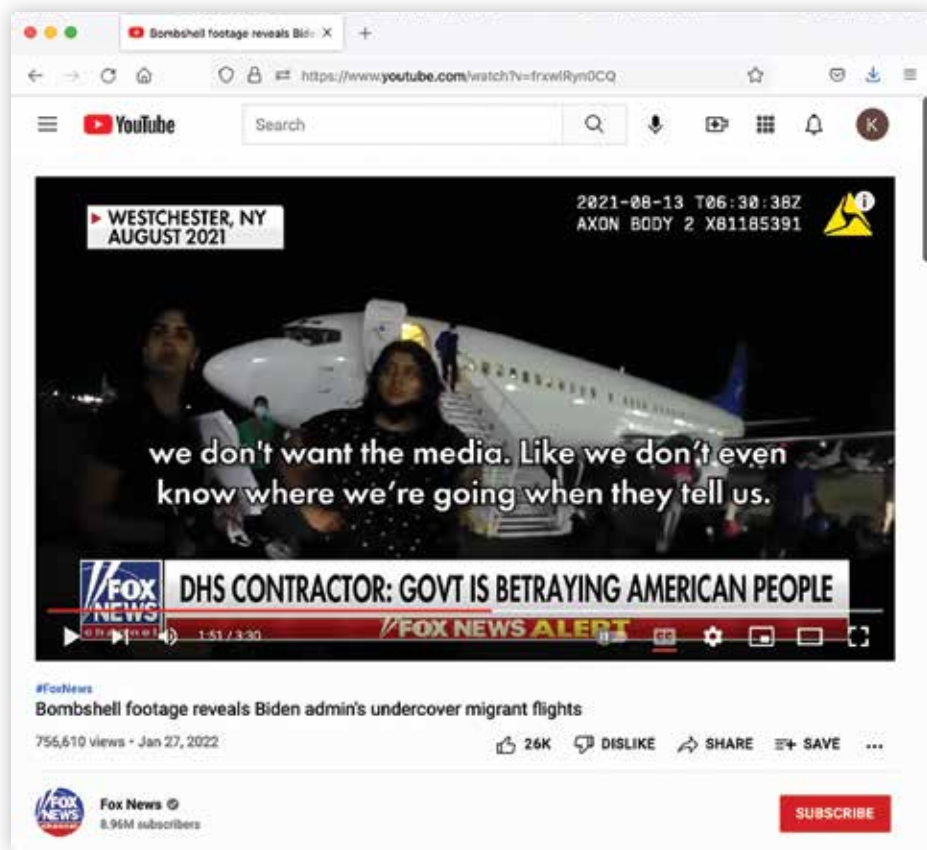 Bombshell footage reveals Bid
https://www.youtube.com/watch?v=frxwlRyn0CQ
YouTube
Search
K
WESTCHESTER, NY
AUGUST 2021
2021-08-13 T06:30:38Z
AXON BODY 2 X81185391
we don't want the media. Like we don't even
know where we're going when they tell us.
FOX
NEWS
channel
DHS CONTRACTOR: GOVT IS BETRAYING AMERICAN PEOPLE
FOX NEWS ALERT
1:51 / 3:30
CC
#FoxNews
Bombshell footage reveals Biden admin's undercover migrant flights
756,610 views • Jan 27, 2022
26K
DISLIKE
SHARE
SAVE
FOX
NEWS
channel
Fox News
8.96M subscribers
SUBSCRIBE